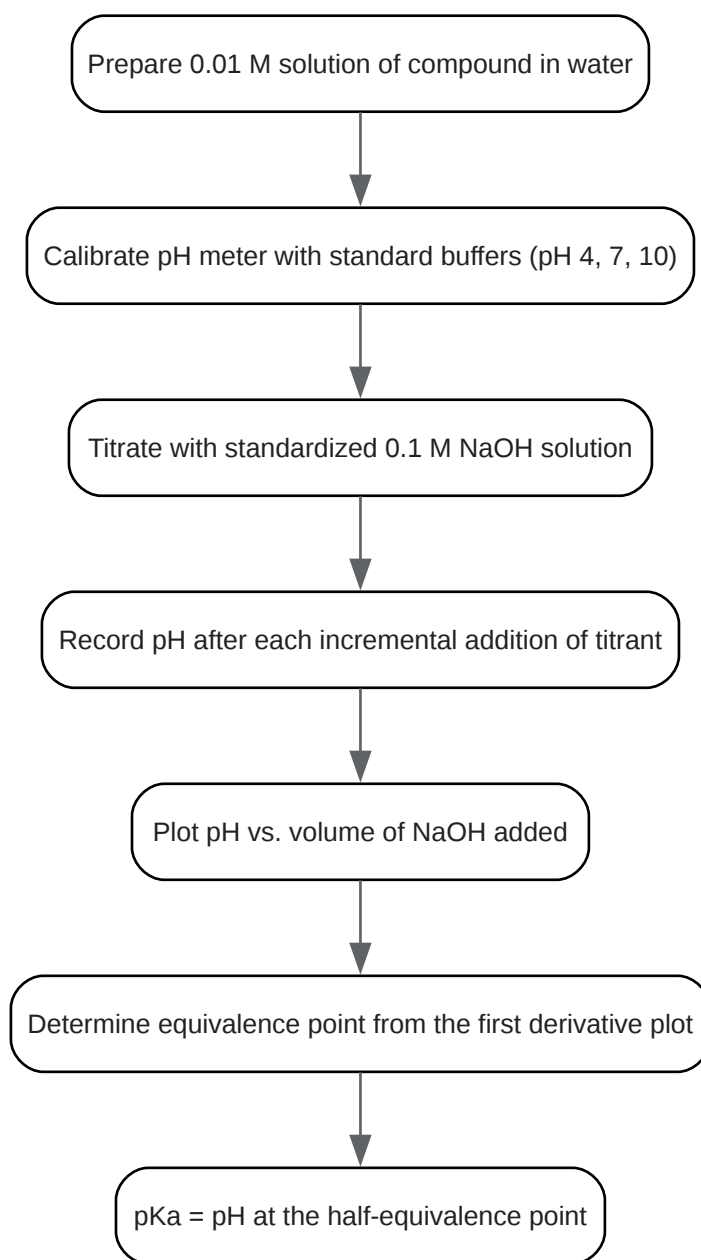 Prepare 0.01 M solution of compound in water
Calibrate pH meter with standard buffers (pH 4, 7, 10)
Titrate with standardized 0.1 M NaOH solution
Record pH after each incremental addition of titrant
Plot pH vs. volume of NaOH added
Determine equivalence point from the first derivative plot
pKa = pH at the half-equivalence point